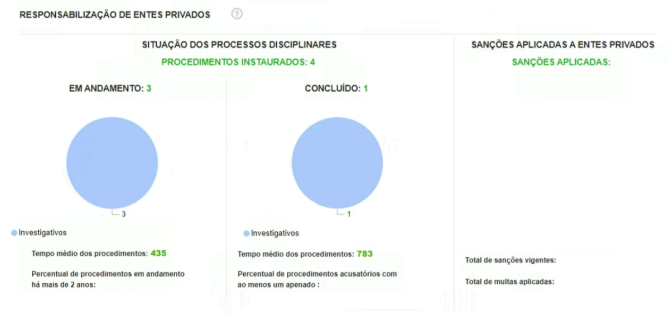 RESPONSABILIZAÇÃO DE ENTES PRIVADOS ?
SITUAÇÃO DOS PROCESSOS DISCIPLINARES
PROCEDIMENTOS INSTAURADOS: 4
EM ANDAMENTO: 3
3
Investigativos
Tempo médio dos procedimentos: 435
Percentual de procedimentos em andamento
há mais de 2 anos:
CONCLUÍDO: 1
1
Investigativos
Tempo médio dos procedimentos: 783
Percentual de procedimentos acusatórios com
ao menos um apenado :
SANÇÕES APLICADAS A ENTES PRIVADOS
SANÇÕES APLICADAS:
Total de sanções vigentes:
Total de multas aplicadas: